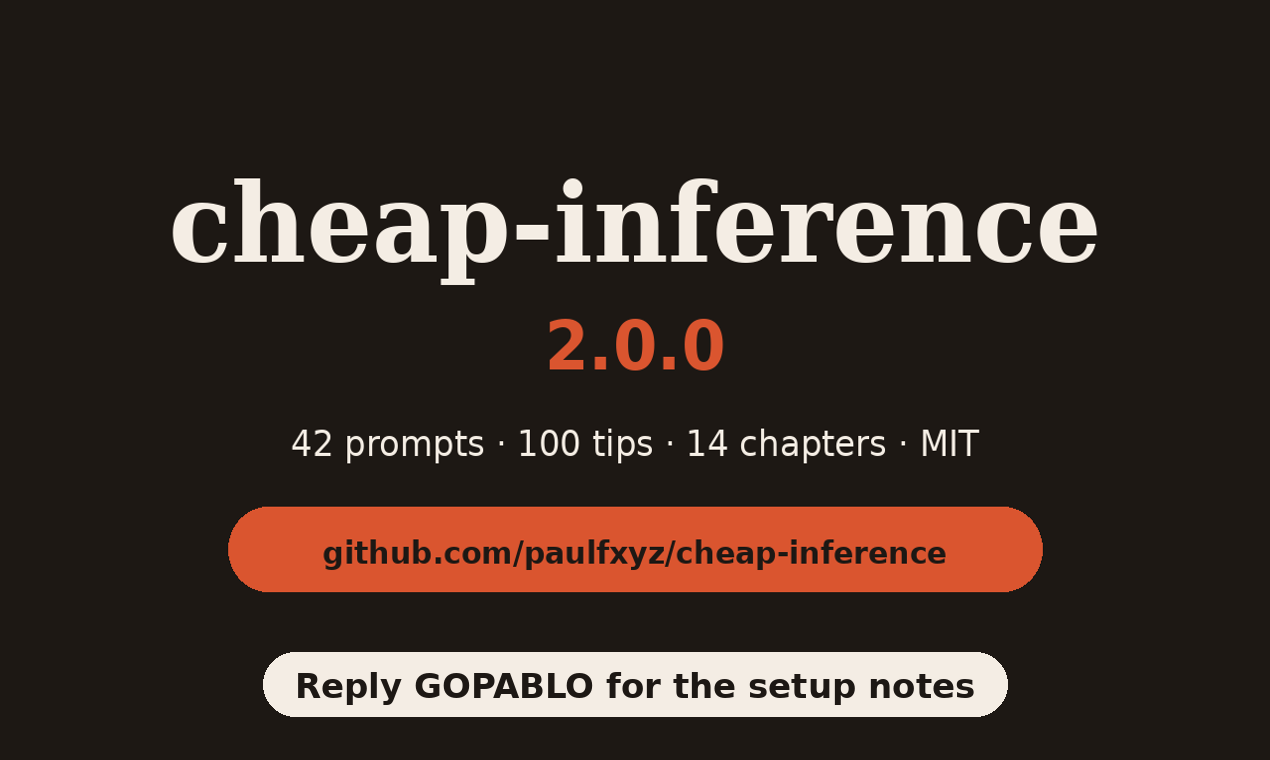 cheap-inference
2.0.0
42 prompts · 100 tips · 14 chapters · MIT
github.com/paulfxyz/cheap-inference
Reply GOPABLO for the setup notes